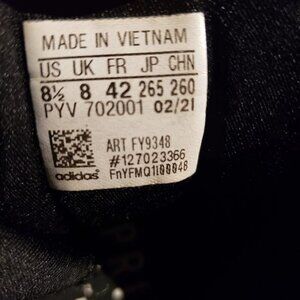 MADE IN VIETNAM
US UK FR JP CHN
8½ 8 42 265 260
PYV 702001 02/21
ART FY9348
#127023366
adidas FnYFMQ1I00048